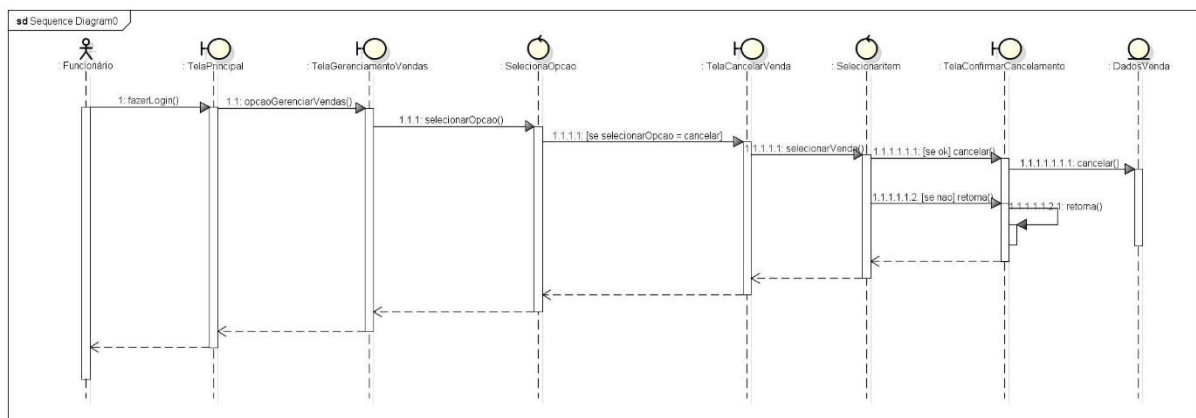 sd Sequence Diagram0
: Funcionário
: TelaPrincipal
: TelaGerenciamentoVendas
: SelecionaOpcao
: TelaCancelarVenda
: Selecionaritem
: TelaConfirmarCancelamento
: DadosVenda
1: fazerLogin()
1.1: opcaoGerenciarVendas()
1.1.1: selecionarOpcao()
1.1.1.1: [se selecionarOpcao = cancelar]
1.1.1.1.1: selecionarVenda()
1.1.1.1.1.1: [se ok] cancelar()
1.1.1.1.1.1.1: cancelar()
1.1.1.1.1.2: [se nao] retorna()
1.1.1.1.1.2.1: retorna()